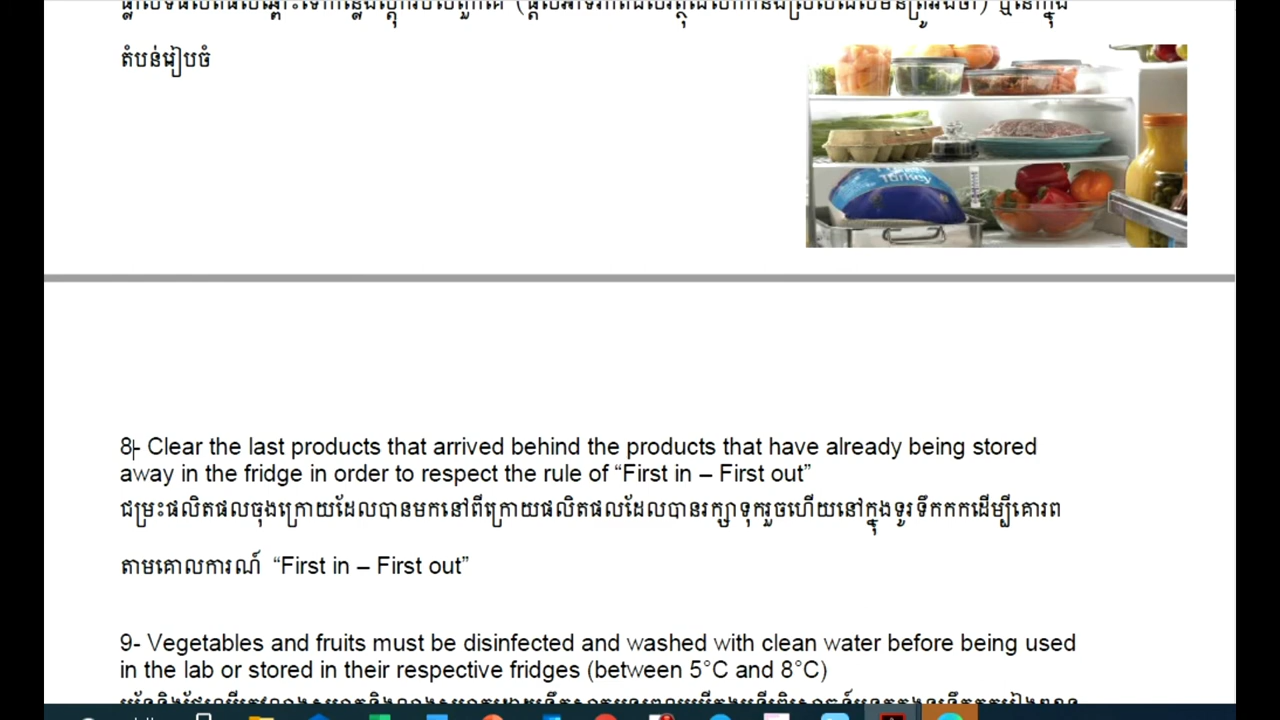 តំបន់រៀបចំ
Turkey
8- Clear the last products that arrived behind the products that have already being stored
away in the fridge in order to respect the rule of “First in – First out”
ជម្រះផលិតផលចុងក្រោយដែលបានមកនៅពីក្រោយផលិតផលដែលបានរក្សាទុករួចហើយនៅក្នុងទូរទឹកកកដើម្បីគោរព
តាមគោលការណ៍ “First in – First out”
9- Vegetables and fruits must be disinfected and washed with clean water before being used
in the lab or stored in their respective fridges (between 5°C and 8°C)